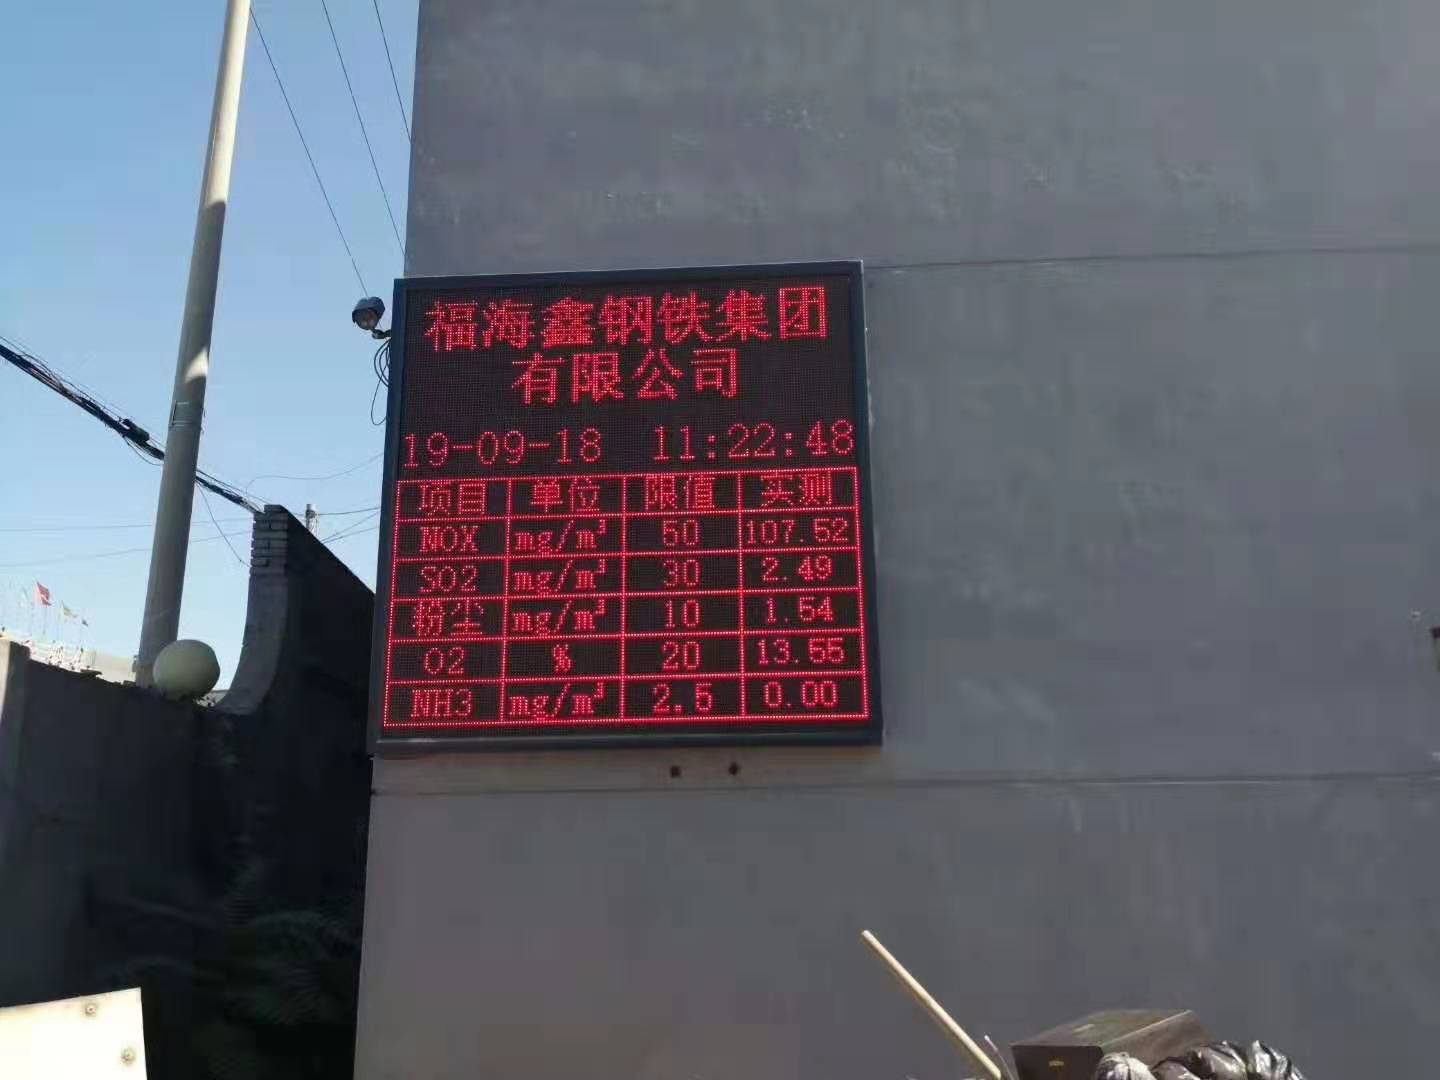 福海鑫钢铁集团
有限公司
19-09-18 11:22:48
项目 单位 限值 实测
NOX mg/m³ 50 107.52
SO2 mg/m³ 30 2.49
粉尘 mg/m³ 10 1.54
O2 % 20 13.55
NH3 mg/m³ 2.5 0.00